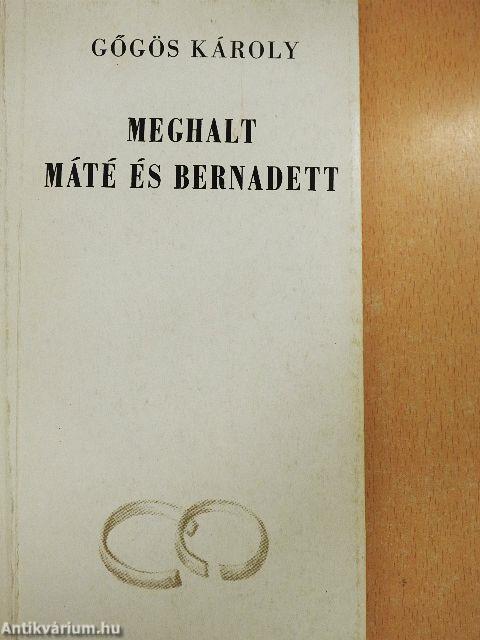 GŐGÖS KÁROLY
MEGHALT
MÁTÉ ÉS BERNADETT
Antikvárium.hu